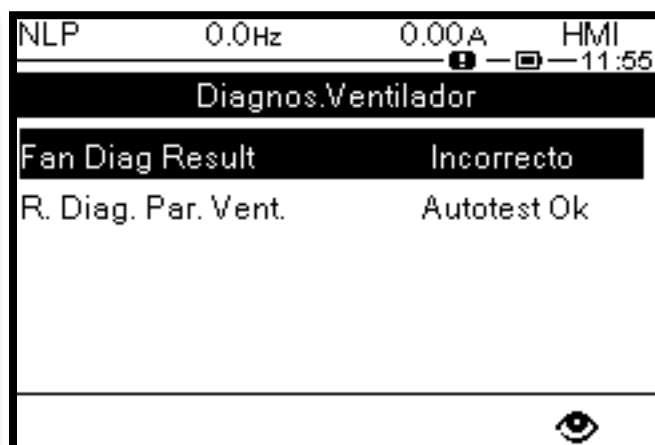 NLP 0.0Hz 0.00A HMI
11:55
Diagnos.Ventilador
Fan Diag Result Incorrecto
R. Diag. Par. Vent. Autotest Ok